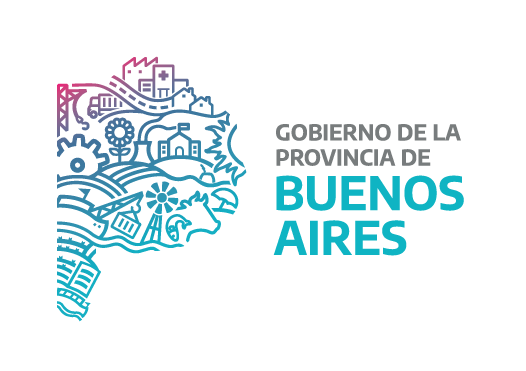 GOBIERNO DE LA
PROVINCIA DE
BUENOS
AIRES